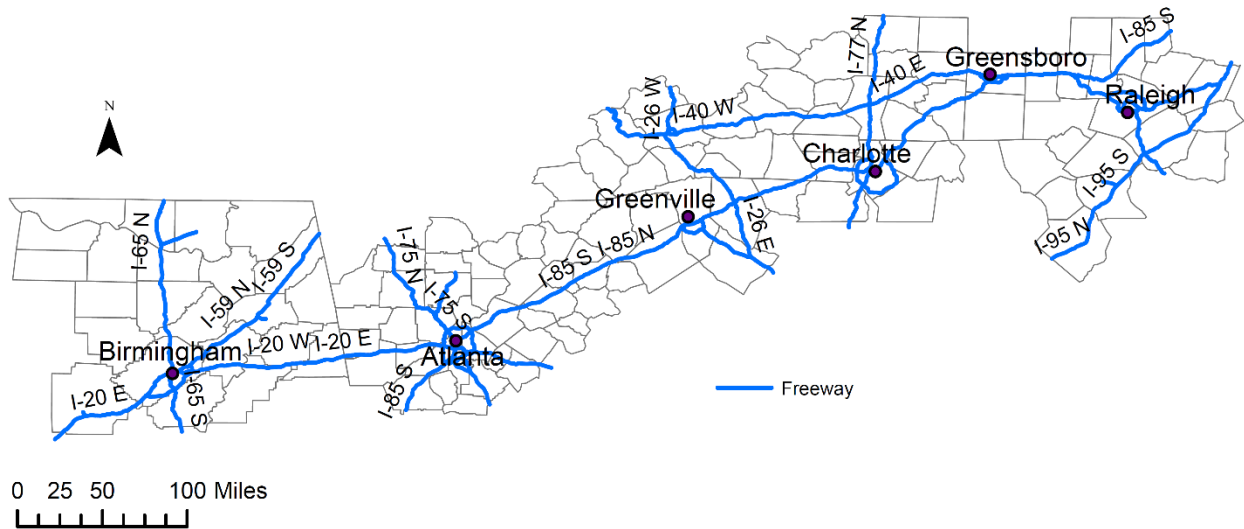 I-85 S
I-77 N
Greensboro
I-40 E
I-26 W
Raleigh
I-40 W
N
Charlotte
I-95 S
Greenville
I-26 E
I-95 N
I-65 N
I-59 S
I-85 N
I-75 N
I-85 S
I-59 N
I-75 S
I-20 W
I-20 E
Birmingham
Atlanta
I-85 S
Freeway
I-20 E
I-65 S
0 25 50 100 Miles